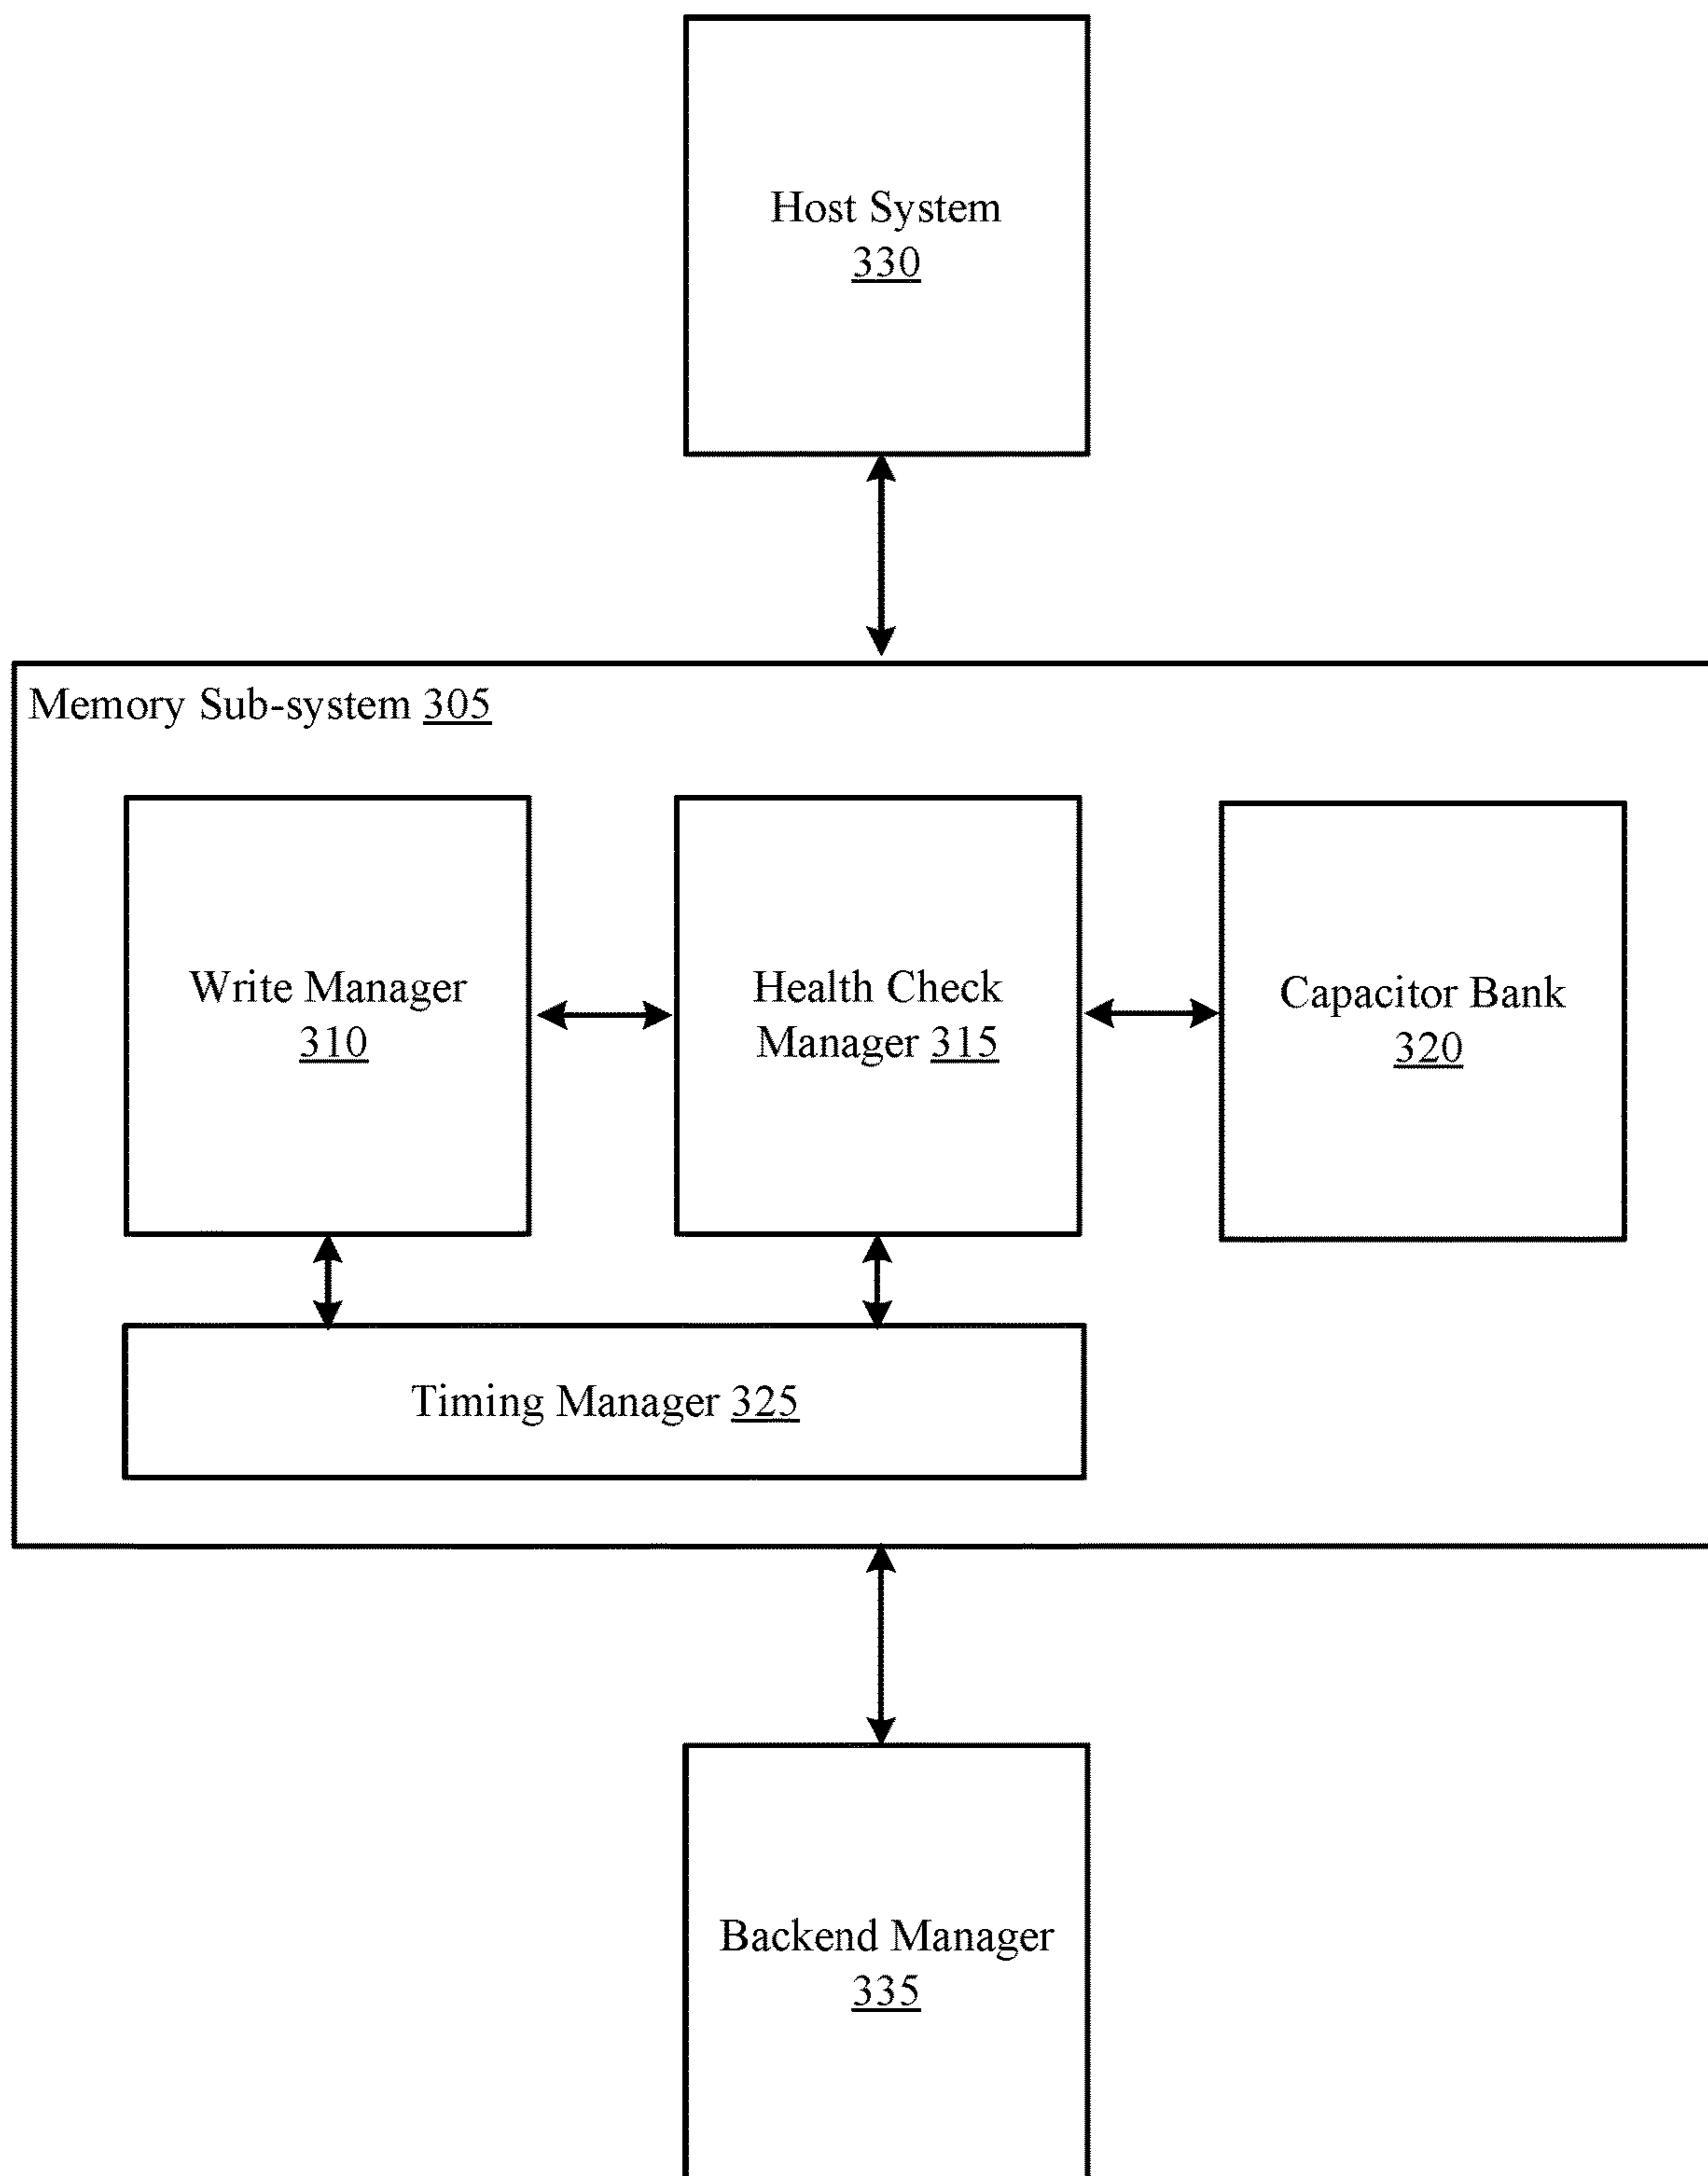 Host System
330
Memory Sub-system 305
Write Manager
310
Health Check
Manager 315
Capacitor Bank
320
Timing Manager 325
Backend Manager
335